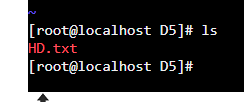 ~
[root@localhost D5]# ls
HD.txt
[root@localhost D5]#